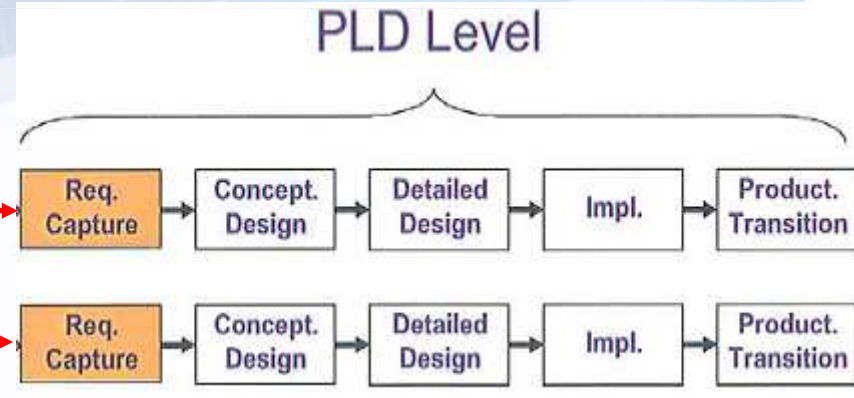 PLD Level
Req.
Capture
Concept.
Design
Detailed
Design
Impl.
Product.
Transition
Req.
Capture
Concept.
Design
Detailed
Design
Impl.
Product.
Transition